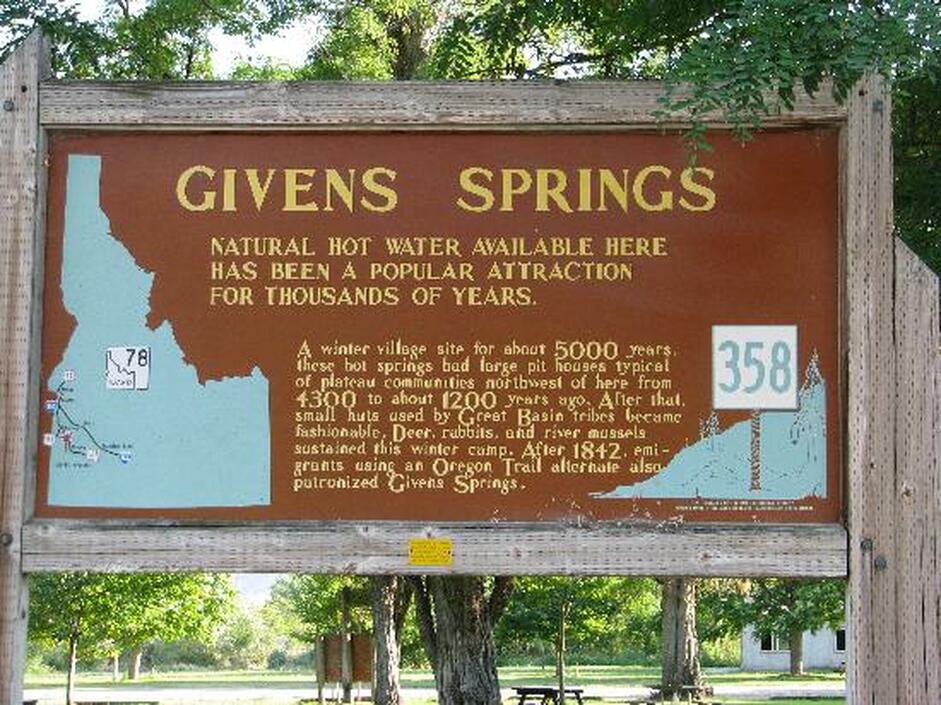 GIVENS SPRINGS
NATURAL HOT WATER AVAILABLE HERE
HAS BEEN A POPULAR ATTRACTION
FOR THOUSANDS OF YEARS.
78
358
A winter village site for about 5000 years,
these hot springs had large pit houses typical
of plateau communities northwest of here from
4300 to about 1200 years ago. After that,
small huts used by Great Basin tribes became
fashionable. Deer, rabbits, and river mussels
sustained this winter camp. After 1842, emi-
grants using an Oregon Trail alternate also
patronized Givens Springs.